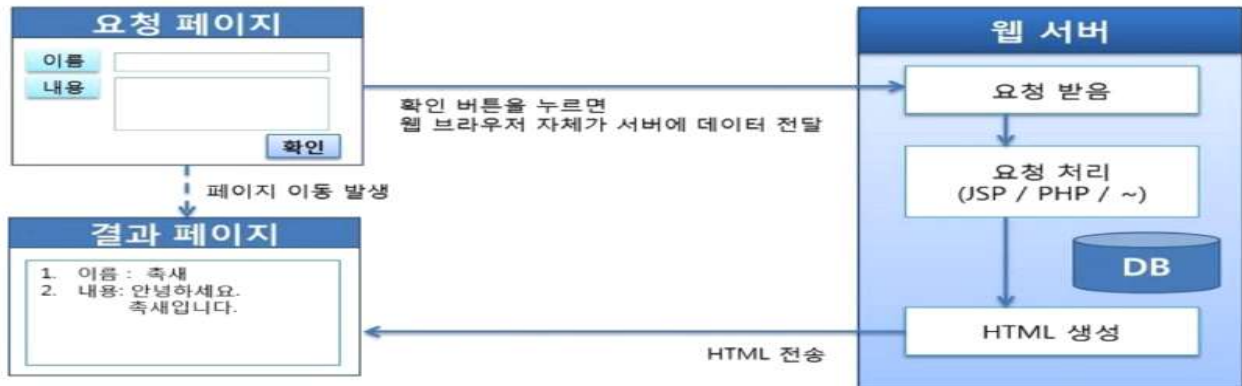 요청 페이지
이름
내용
확인
확인 버튼을 누르면
웹 브라우저 자체가 서버에 데이터 전달
페이지 이동 발생
결과 페이지
1. 이름 : 촉새
2. 내용: 안녕하세요.
촉새입니다.
웹 서버
요청 받음
요청 처리
(JSP / PHP / ~)
DB
HTML 생성
HTML 전송